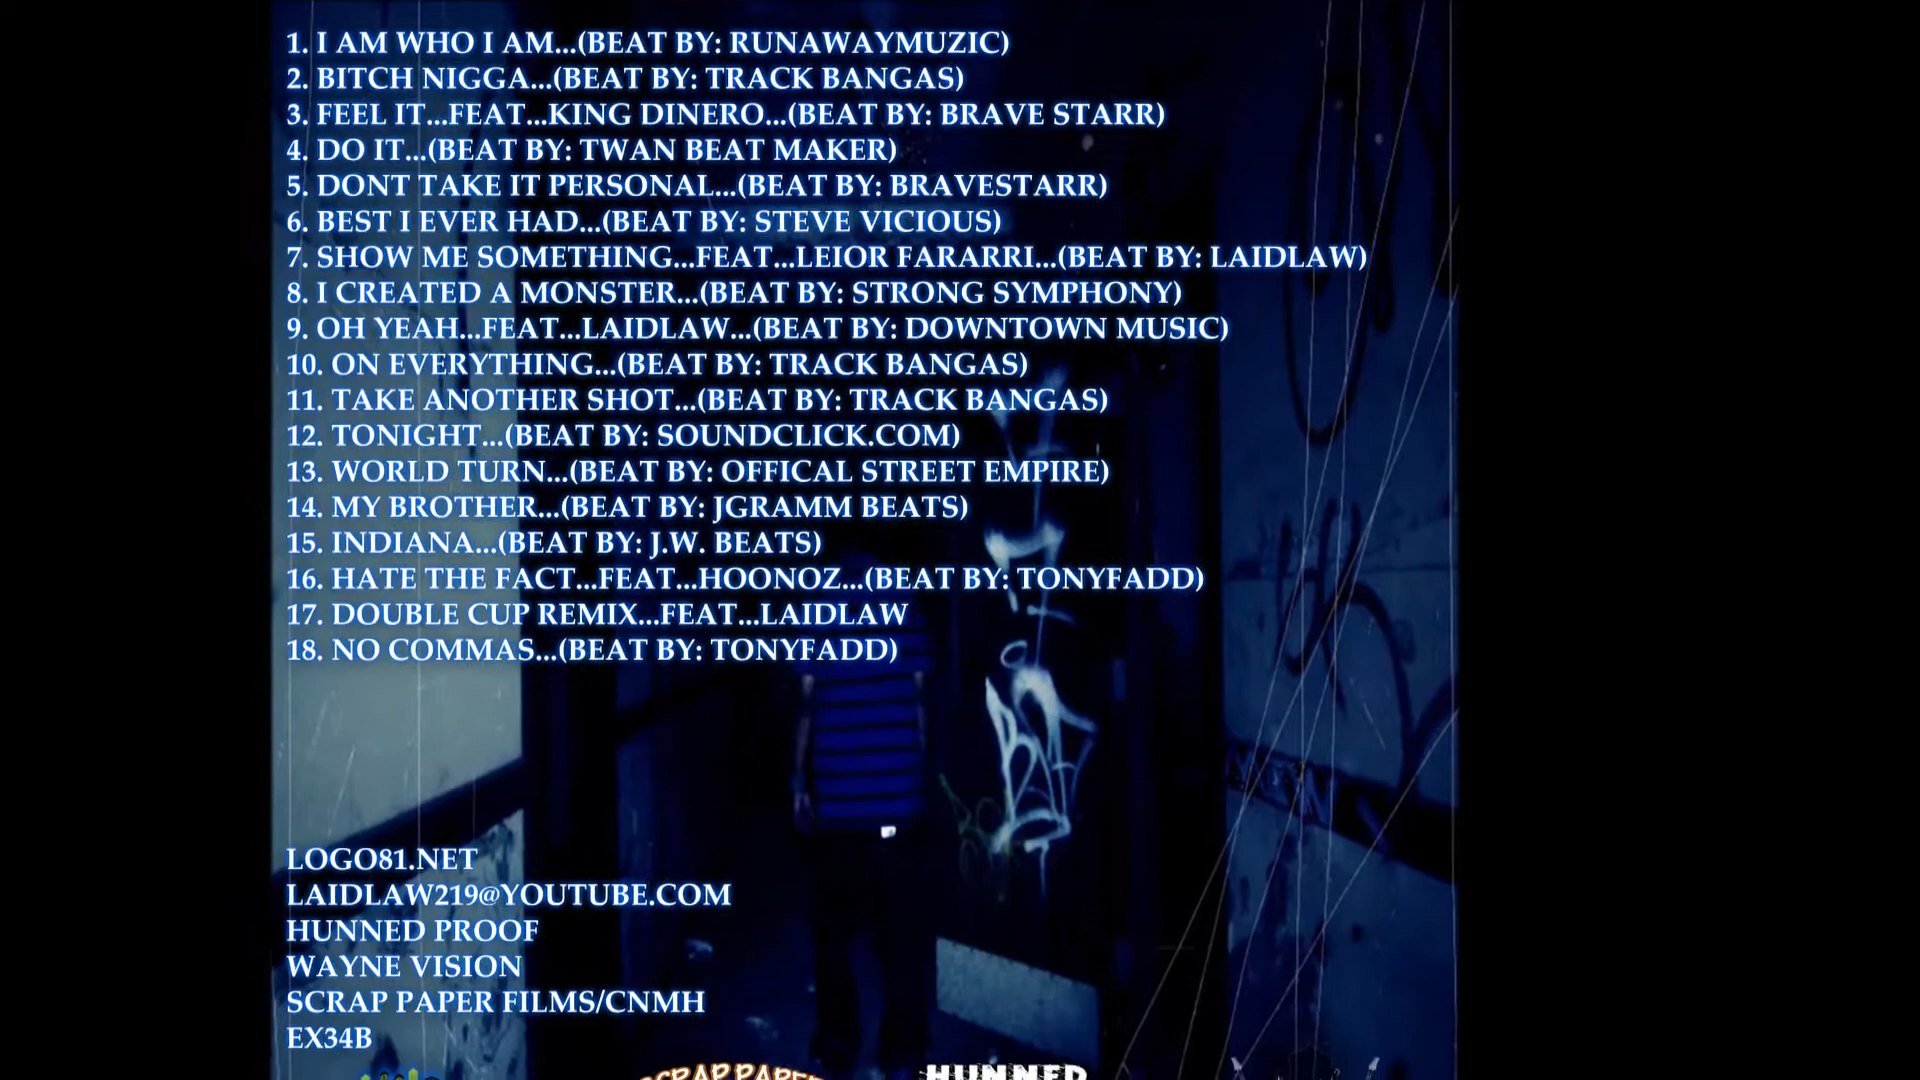 1. I AM WHO I AM...(BEAT BY: RUNAWAYMUZIC)
2. BITCH NIGGA...(BEAT BY: TRACK BANGAS)
3. FEEL IT...FEAT...KING DINERO...(BEAT BY: BRAVE STARR)
4. DO IT...(BEAT BY: TWAN BEAT MAKER)
5. DONT TAKE IT PERSONAL...(BEAT BY: BRAVESTARR)
6. BEST I EVER HAD...(BEAT BY: STEVE VICIOUS)
7. SHOW ME SOMETHING...FEAT...LEIOR FARARRI...(BEAT BY: LAIDLAW)
8. I CREATED A MONSTER...(BEAT BY: STRONG SYMPHONY)
9. OH YEAH...FEAT...LAIDLAW...(BEAT BY: DOWNTOWN MUSIC)
10. ON EVERYTHING...(BEAT BY: TRACK BANGAS)
11. TAKE ANOTHER SHOT...(BEAT BY: TRACK BANGAS)
12. TONIGHT...(BEAT BY: SOUNDCLICK.COM)
13. WORLD TURN...(BEAT BY: OFFICAL STREET EMPIRE)
14. MY BROTHER...(BEAT BY: JGRAMM BEATS)
15. INDIANA...(BEAT BY: J.W. BEATS)
16. HATE THE FACT...FEAT...HOONOZ...(BEAT BY: TONYFADD)
17. DOUBLE CUP REMIX...FEAT...LAIDLAW
18. NO COMMAS...(BEAT BY: TONYFADD)
LOGO81.NET
LAIDLAW219@YOUTUBE.COM
HUNNED PROOF
WAYNE VISION
SCRAP PAPER FILMS/CNMH
EX34B
SCRAP PAPER HUNNED